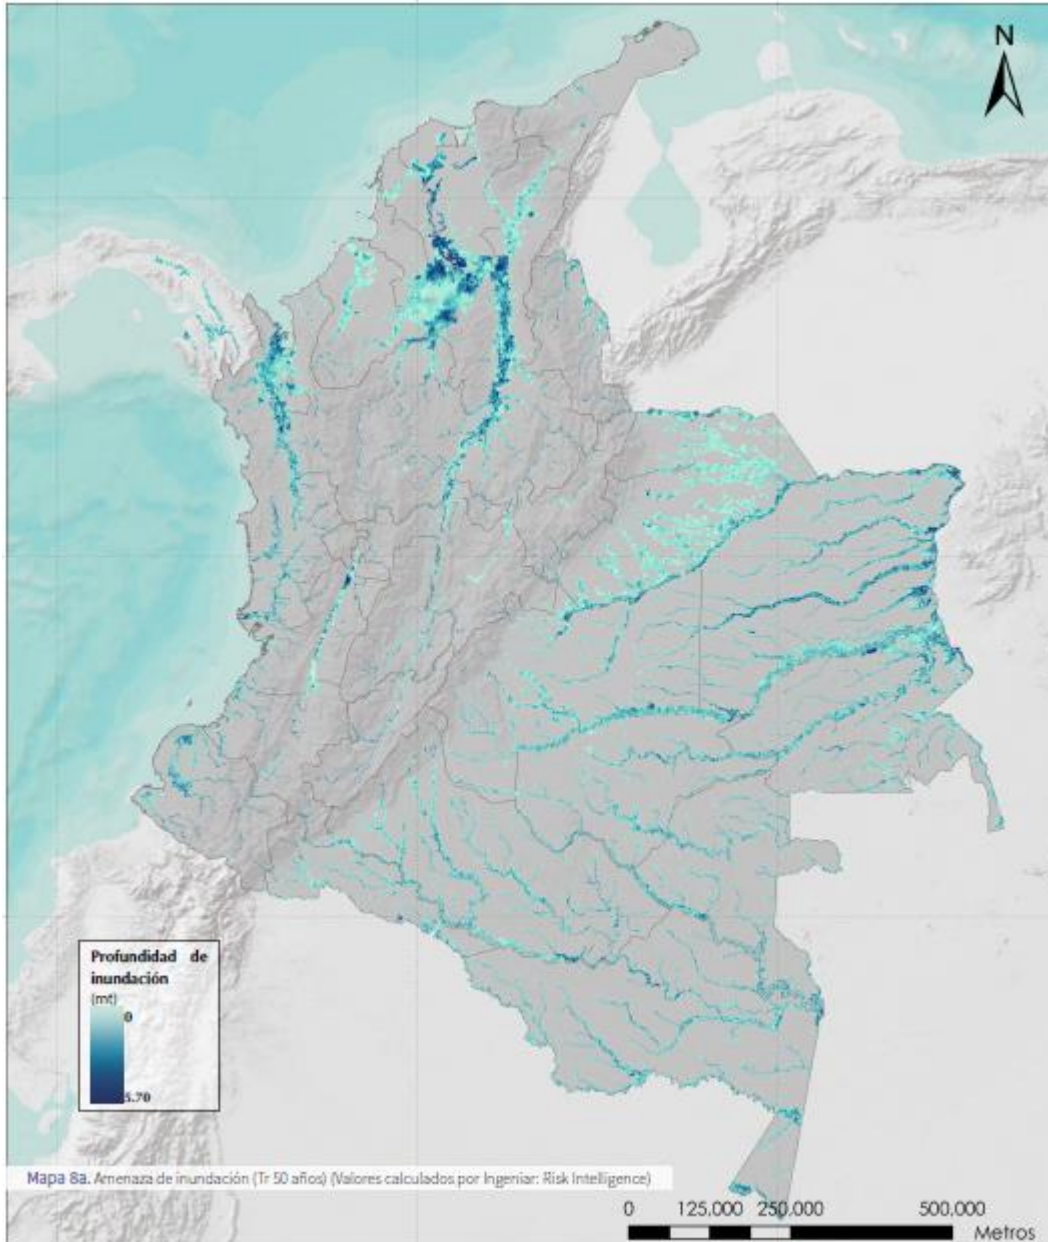 N
Profundidad de
inundación
(mt)
0
5.70
Mapa 8a. Amenaza de inundación (Tr 50 años) (Valores calculados por Ingeniar: Risk Intelligence)
0 125,000 250,000 500,000
Metros